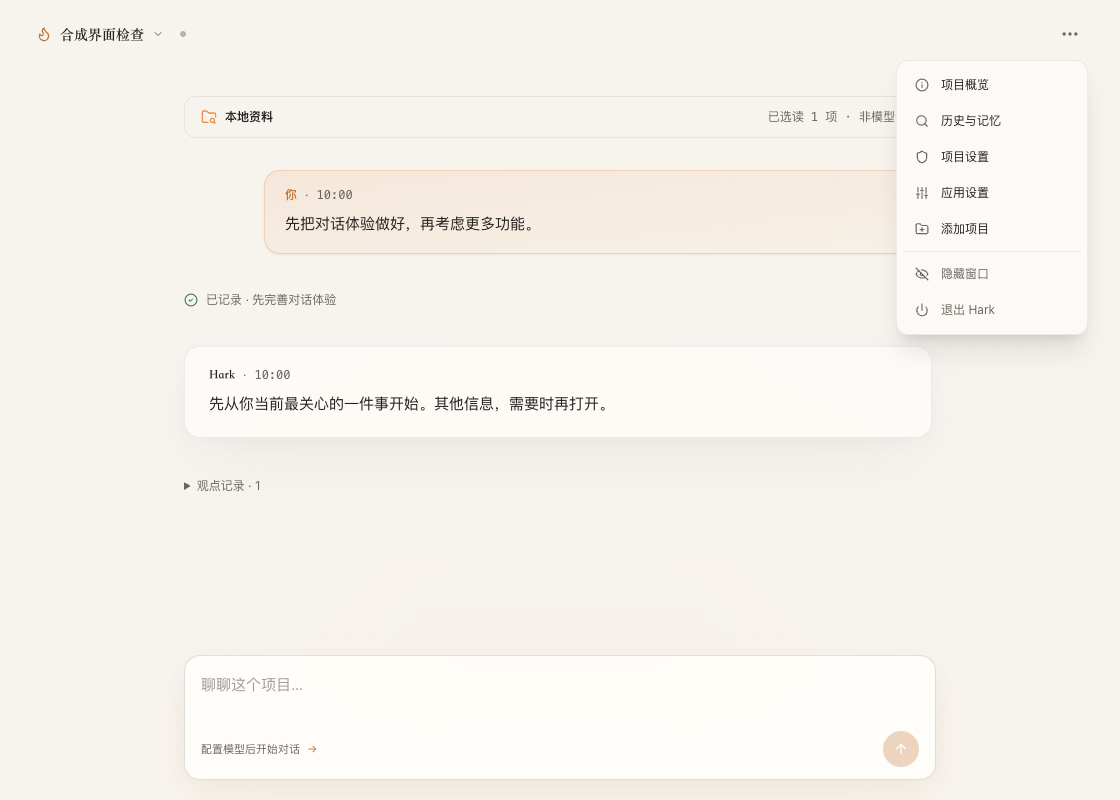 合成界面检查
本地资料
已选读 1 项 · 非模型
你 · 10:00
先把对话体验做好，再考虑更多功能。
已记录 · 先完善对话体验
Hark · 10:00
先从你当前最关心的一件事开始。其他信息，需要时再打开。
观点记录 · 1
聊聊这个项目...
配置模型后开始对话 →
项目概览
历史与记忆
项目设置
应用设置
添加项目
隐藏窗口
退出 Hark